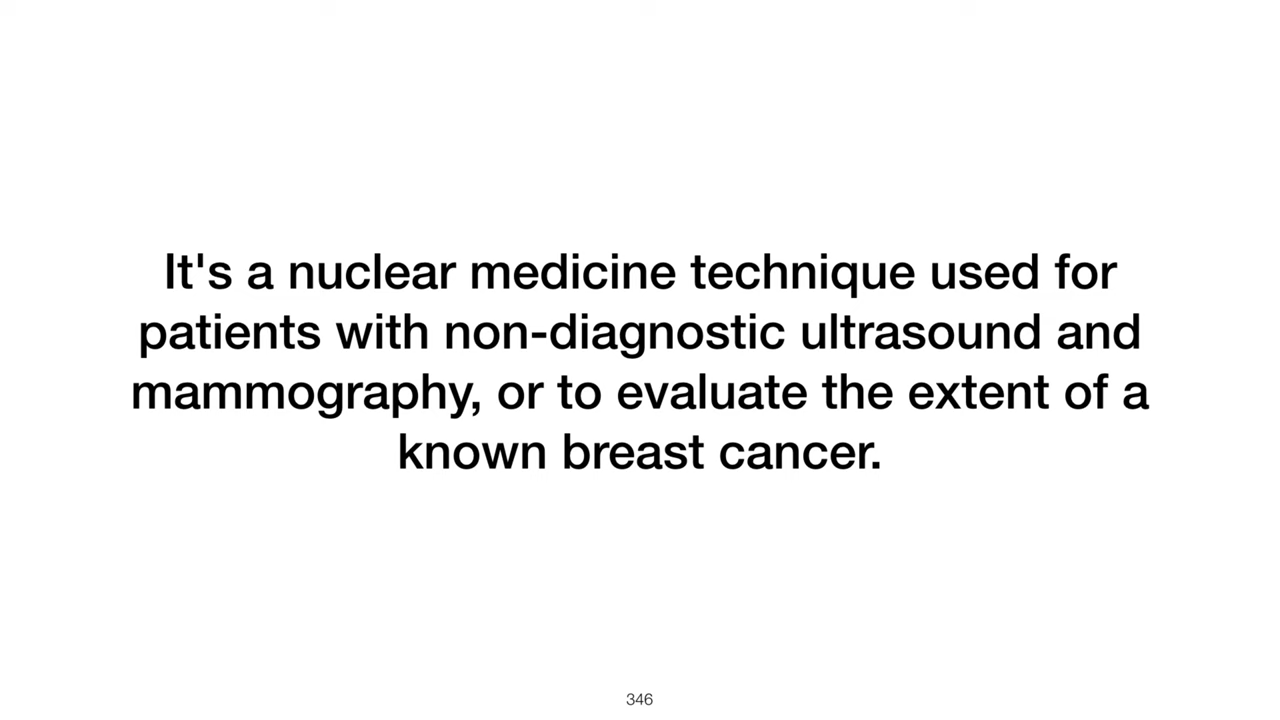 It's a nuclear medicine technique used for
patients with non-diagnostic ultrasound and
mammography, or to evaluate the extent of a
known breast cancer.
346